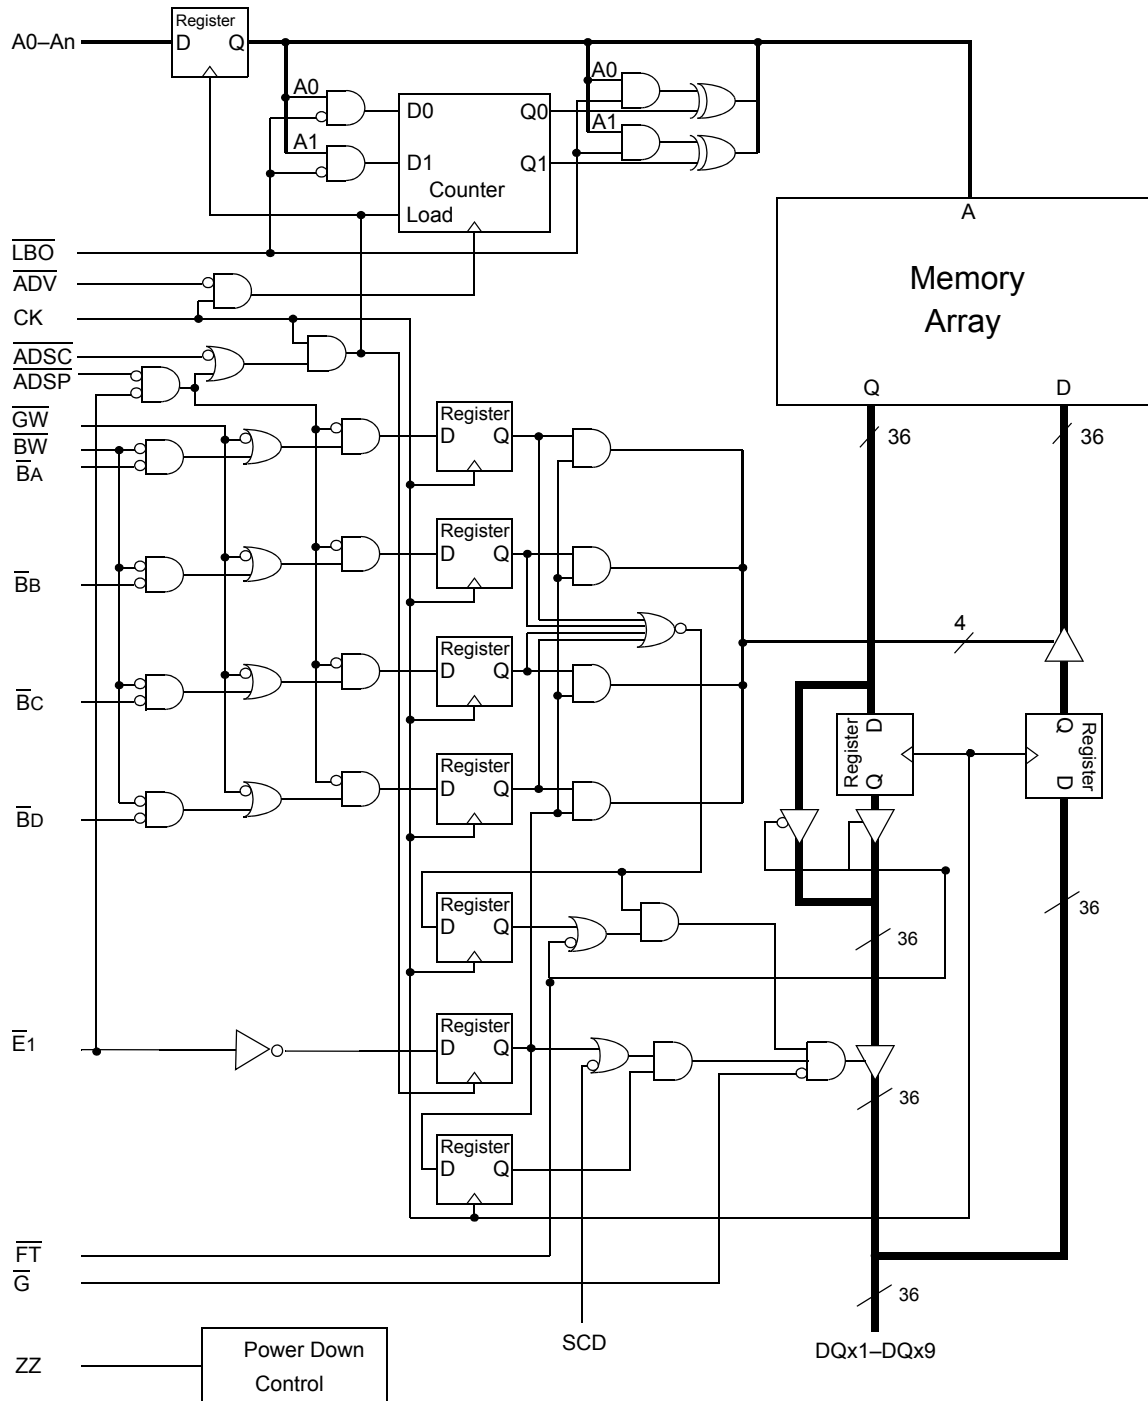 Register
A0–An
D Q
A0
A0
D0
Q0
A1
A1
D1
Q1
Counter
Load
A
LBO
ADV
Memory
Array
CK
ADSC
ADSP
Q
D
GW
BW
BA
Register
D Q
36
36
Register
D Q
BB
4
Register
D Q
BC
Register
D
Q
Register
Q
D
Register
D Q
BD
Register
D Q
36
36
Register
D Q
E1
36
Register
D Q
FT
G
36
SCD
DQx1–DQx9
ZZ
Power Down
Control